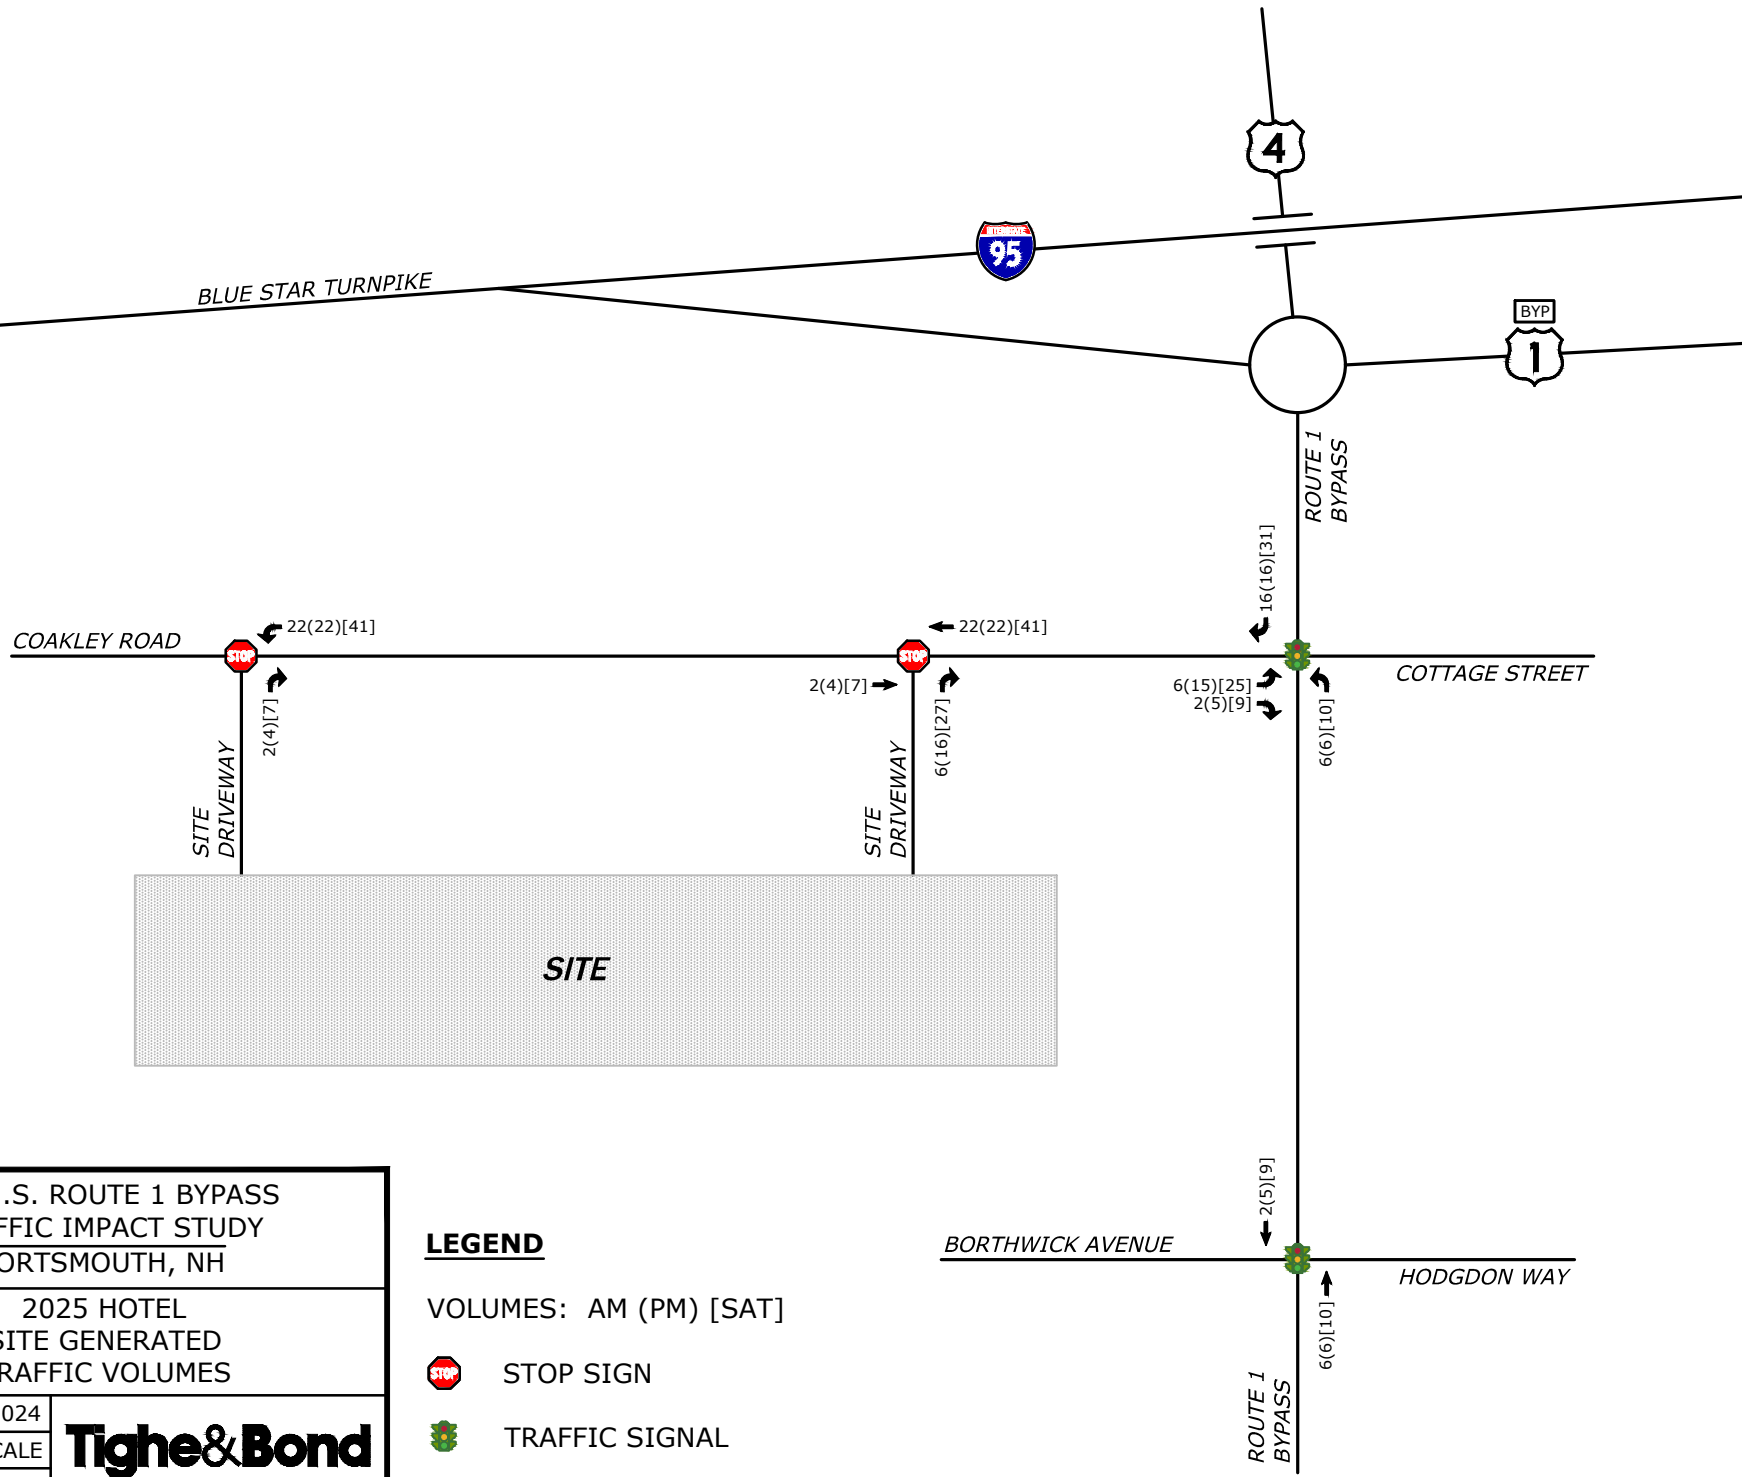 4
INTERSTATE
95
BLUE STAR TURNPIKE
BYP
1
ROUTE 1
BYPASS
16(16)[31]
COAKLEY ROAD
STOP
22(22)[41]
STOP
22(22)[41]
COTTAGE STREET
2(4)[7]
2(4)[7]
6(16)[27]
6(15)[25]
2(5)[9]
6(6)[10]
SITE
DRIVEWAY
SITE
DRIVEWAY
SITE
2(5)[9]
BORTHWICK AVENUE
HODGDON WAY
6(6)[10]
ROUTE 1
BYPASS
.S. ROUTE 1 BYPASS
FFIC IMPACT STUDY
ORTSMOUTH, NH
2025 HOTEL
SITE GENERATED
RAFFIC VOLUMES
024
CALE
Tighe&Bond
LEGEND
VOLUMES: AM (PM) [SAT]
STOP
STOP SIGN
TRAFFIC SIGNAL